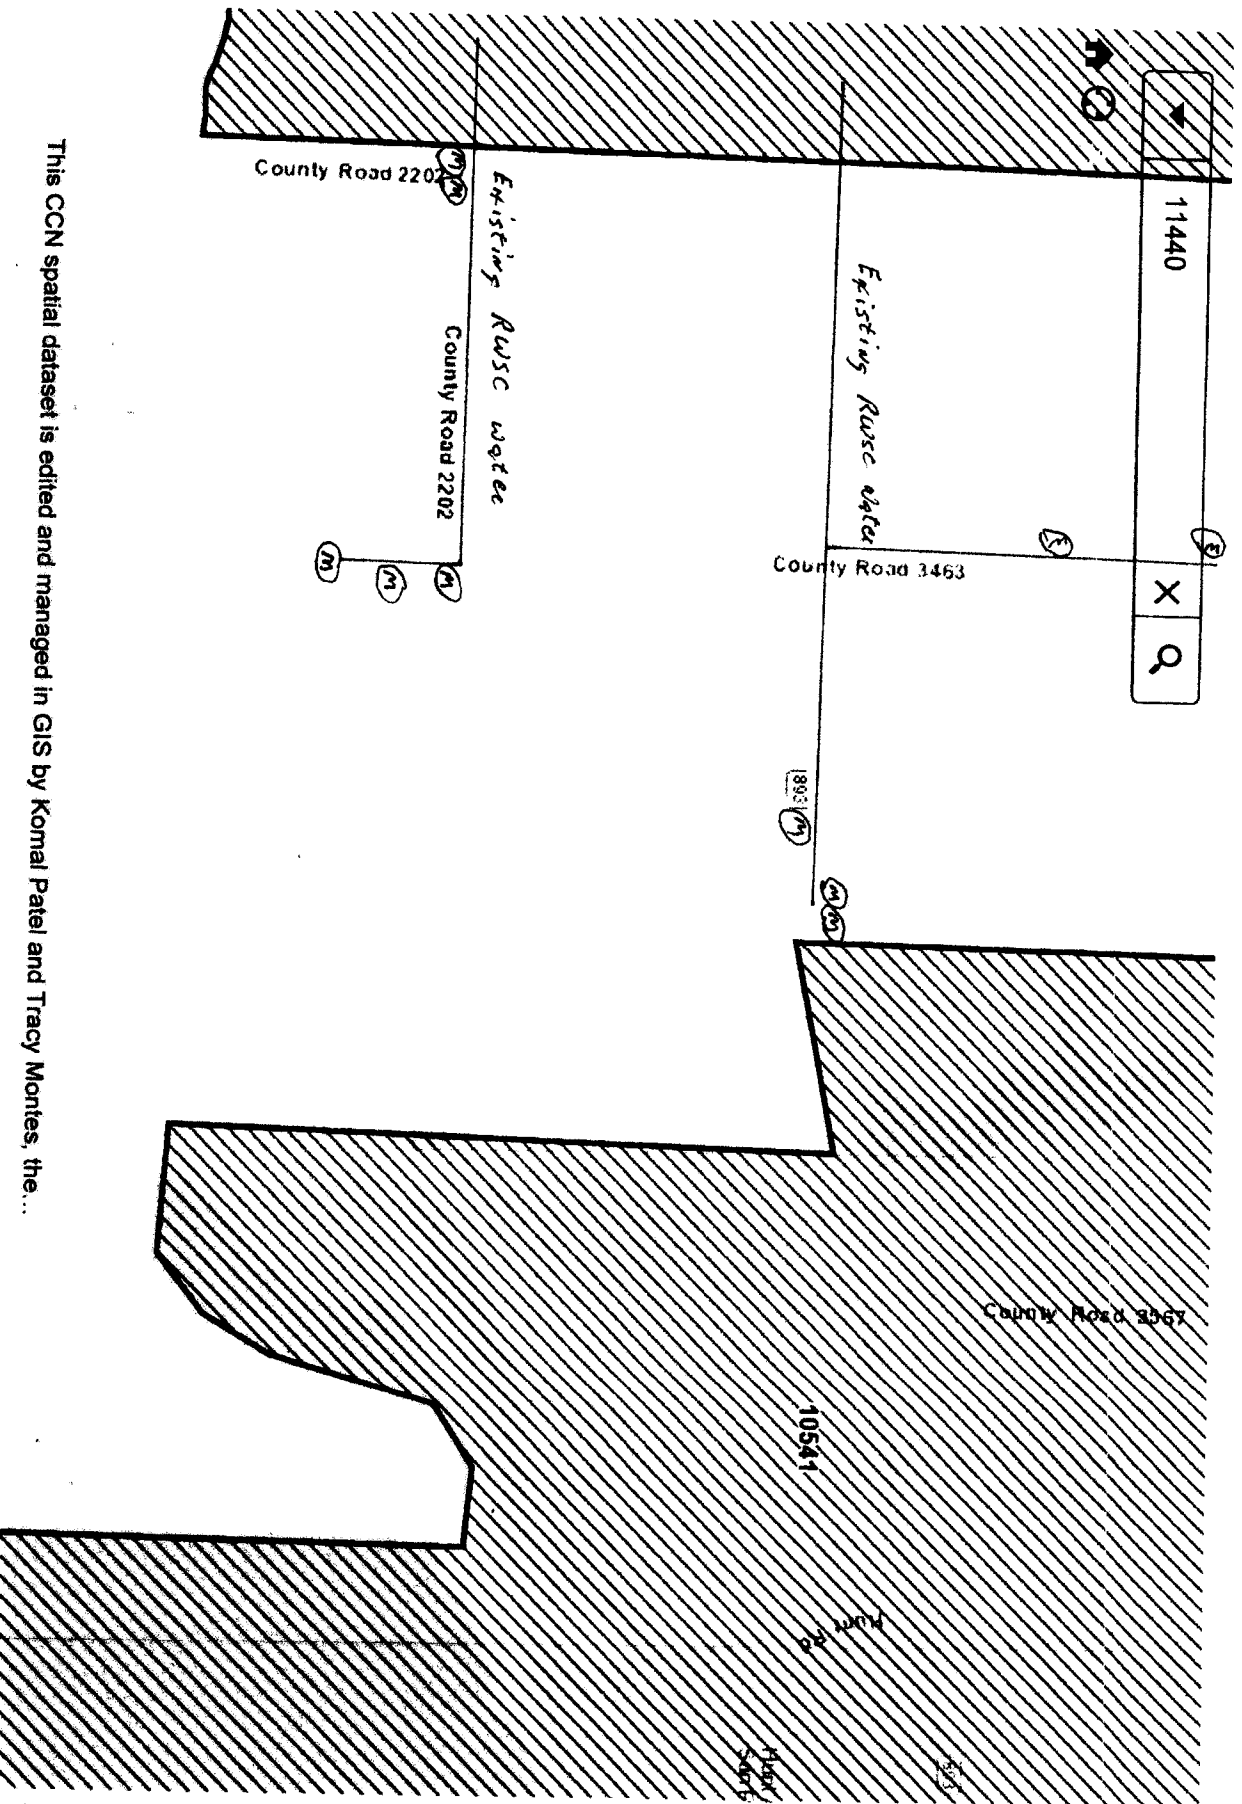 11440
Existing RWSC Water
County Road 3463
893
M
M
M
Existing RWSC water
County Road 2202
County Road 2202
M
M
M
M
M
County Road 3567
10541
This CCN spatial dataset is edited and managed in GIS by Komal Patel and Tracy Montes, the...